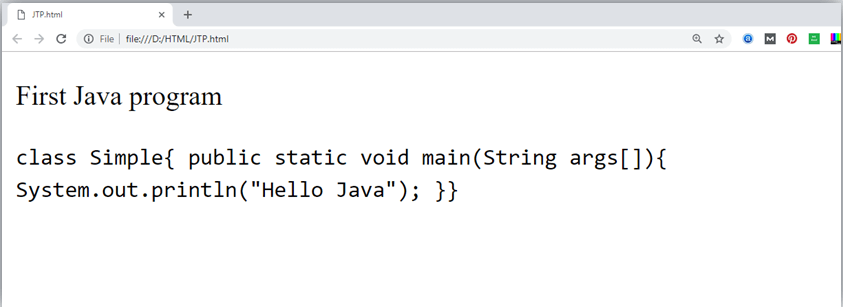 JTP.html
File | file:///D:/HTML/JTP.html
First Java program
class Simple{ public static void main(String args[]){
System.out.println("Hello Java"); }}